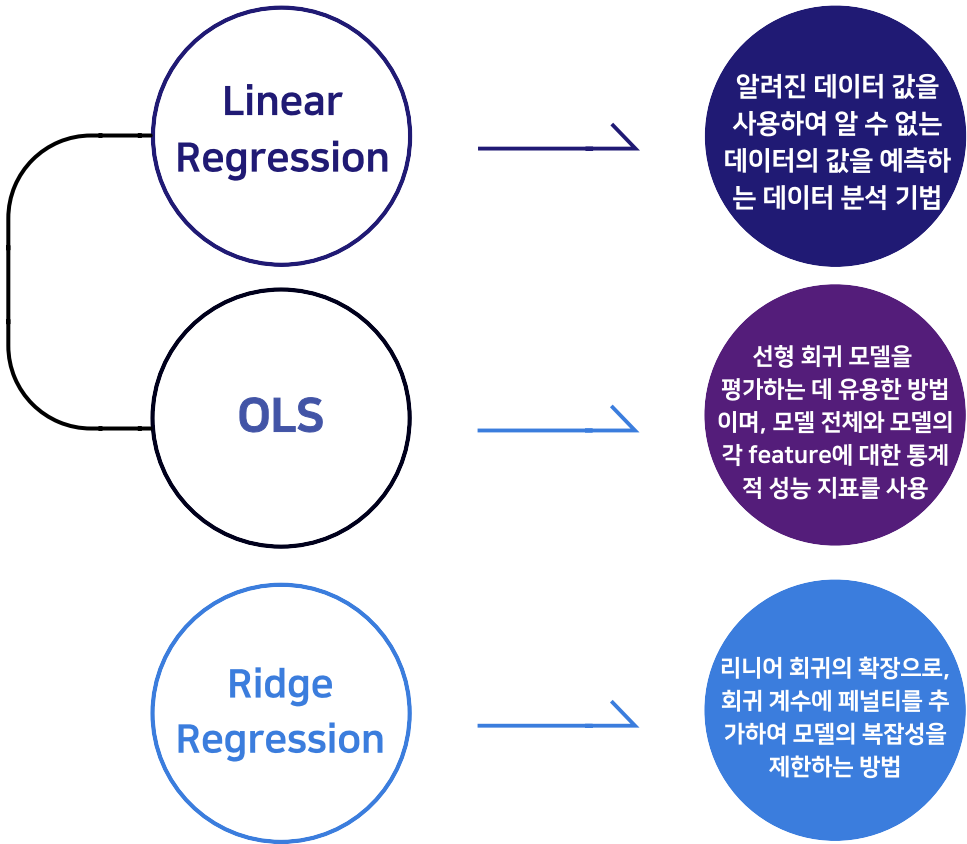 Linear
Regression
알려진 데이터 값을
사용하여 알 수 없는
데이터의 값을 예측하
는 데이터 분석 기법
OLS
선형 회귀 모델을
평가하는 데 유용한 방법
이며, 모델 전체와 모델의
각 feature에 대한 통계
적 성능 지표를 사용
Ridge
Regression
리니어 회귀의 확장으로,
회귀 계수에 페널티를 추
가하여 모델의 복잡성을
제한하는 방법